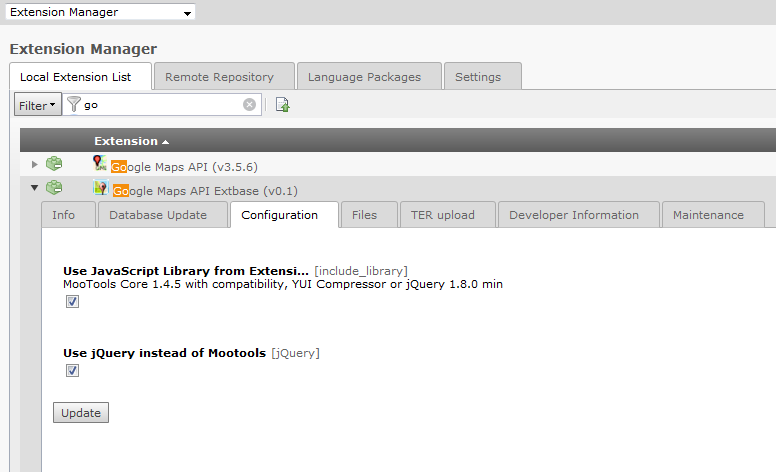 Extension Manager
Extension Manager
Local Extension List Remote Repository Language Packages Settings
Filter go
Extension
Google Maps API (v3.5.6)
Google Maps API Extbase (v0.1)
Info Database Update Configuration Files TER upload Developer Information Maintenance
Use JavaScript Library from Extensi... [include_library]
MooTools Core 1.4.5 with compatibility, YUI Compressor or jQuery 1.8.0 min
Use jQuery instead of Mootools [jQuery]
Update